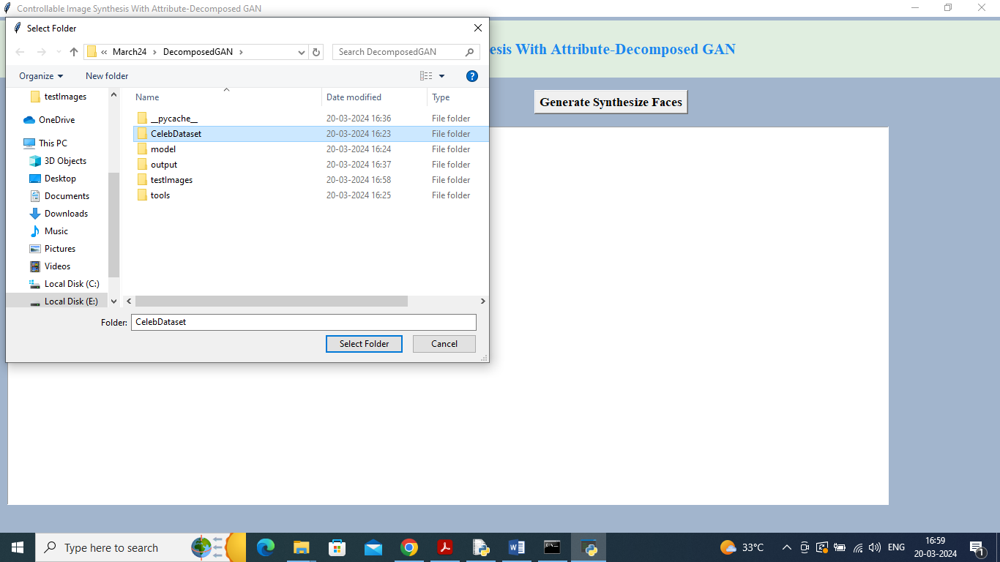 Controllable Image Synthesis With Attribute-Decomposed GAN
Select Folder
« March24 › DecomposedGAN ›
Search DecomposedGAN
esis With Attribute-Decomposed GAN
Organize
New folder
?
Generate Synthesize Faces
testImages
OneDrive
This PC
3D Objects
Desktop
Documents
Downloads
Music
Pictures
Videos
Local Disk (C:)
Local Disk (E:)
Name Date modified Type
__pycache__ 20-03-2024 16:36 File folder
CelebDataset 20-03-2024 16:23 File folder
model 20-03-2024 16:24 File folder
output 20-03-2024 16:37 File folder
testImages 20-03-2024 16:58 File folder
tools 20-03-2024 16:25 File folder
Folder: CelebDataset
Select Folder Cancel
Type here to search
33°C
ENG
16:59
20-03-2024
1